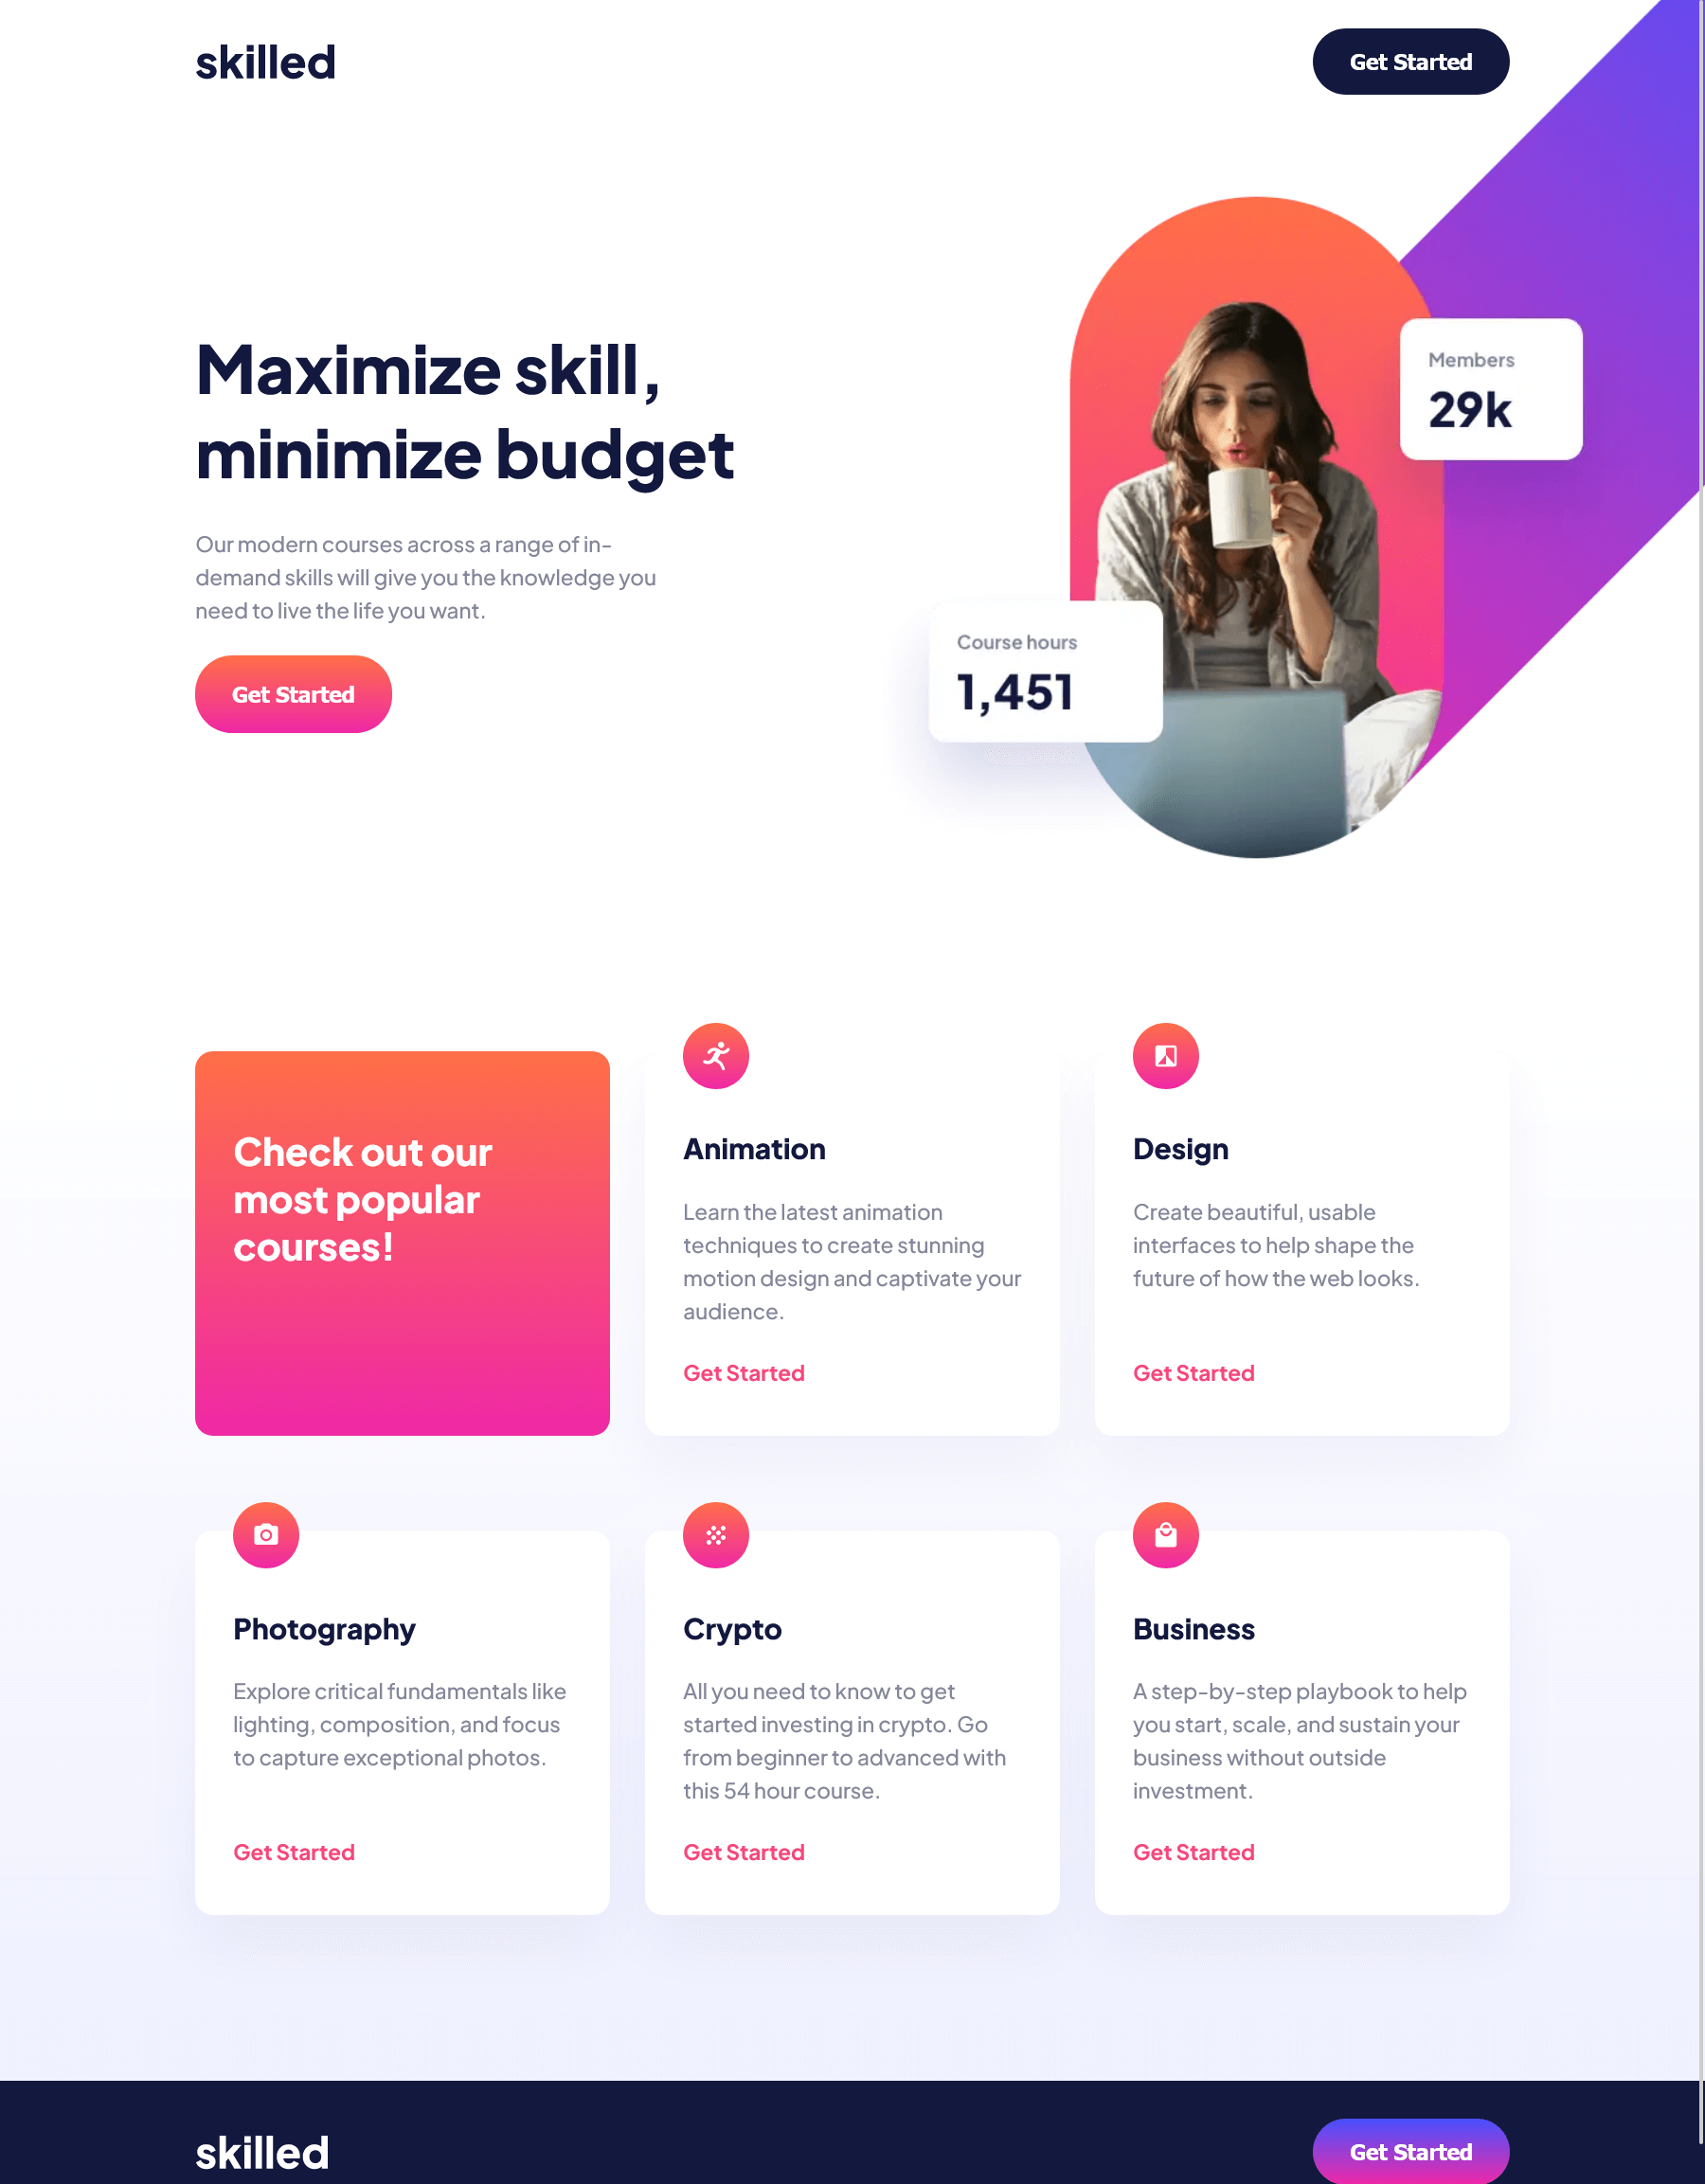 skilled
Get Started
Maximize skill,
minimize budget
Our modern courses across a range of in-
demand skills will give you the knowledge you
need to live the life you want.
Get Started
Members
29k
Course hours
1,451
Check out our
most popular
courses!
Animation
Learn the latest animation
techniques to create stunning
motion design and captivate your
audience.
Get Started
Design
Create beautiful, usable
interfaces to help shape the
future of how the web looks.
Get Started
Photography
Explore critical fundamentals like
lighting, composition, and focus
to capture exceptional photos.
Get Started
Crypto
All you need to know to get
started investing in crypto. Go
from beginner to advanced with
this 54 hour course.
Get Started
Business
A step-by-step playbook to help
you start, scale, and sustain your
business without outside
investment.
Get Started
skilled
Get Started